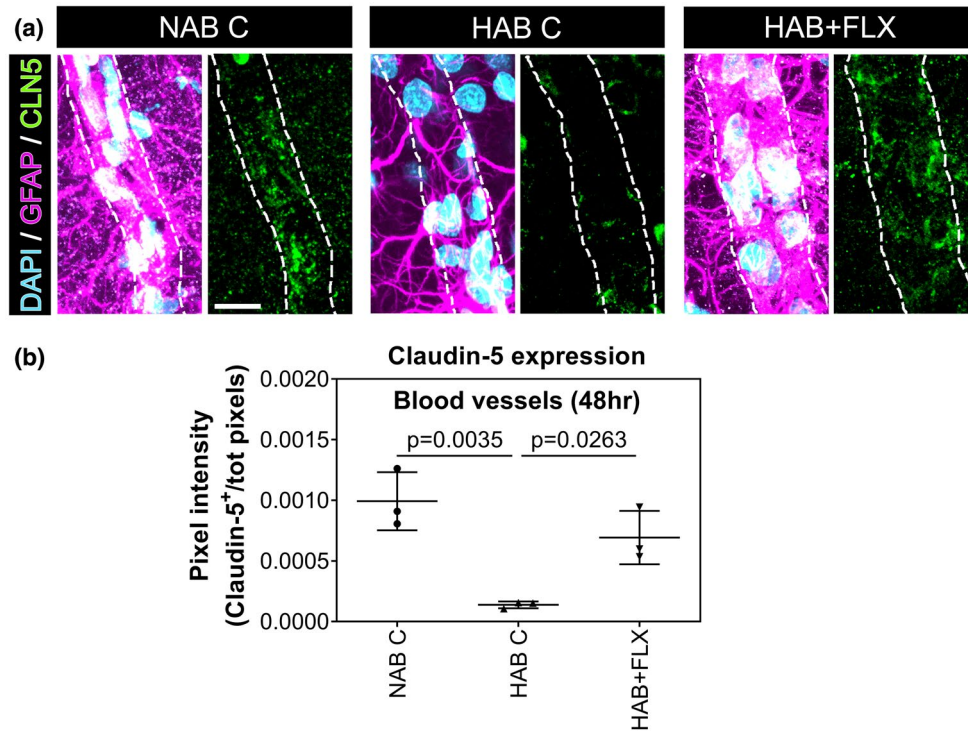 (a)
NAB C
HAB C
HAB+FLX
DAPI / GFAP / CLN5
(b)
Claudin-5 expression
Blood vessels (48hr)
p=0.0035
p=0.0263
Pixel intensity
(Claudin-5⁺/tot pixels)
0.0020
0.0015
0.0010
0.0005
0.0000
NAB C
HAB C
HAB+FLX